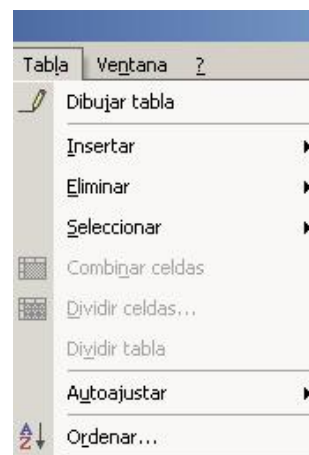 Tabla Ventana ?
Dibujar tabla
Insertar
Eliminar
Seleccionar
Combinar celdas
Dividir celdas...
Dividir tabla
Autoajustar
Ordenar...